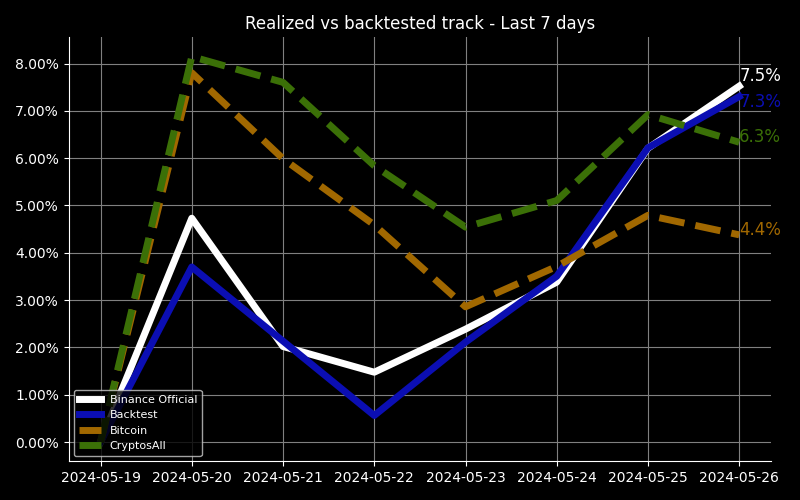 Realized vs backtested track - Last 7 days
8.00%
7.00%
6.00%
5.00%
4.00%
3.00%
2.00%
1.00%
0.00%
7.5%
7.3%
6.3%
4.4%
Binance Official
Backtest
Bitcoin
CryptosAll
2024-05-19 2024-05-20 2024-05-21 2024-05-22 2024-05-23 2024-05-24 2024-05-25 2024-05-26